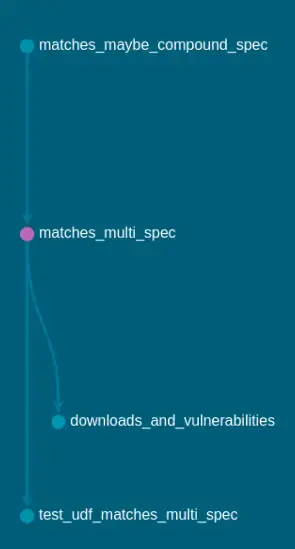 matches_maybe_compound_spec
matches_multi_spec
downloads_and_vulnerabilities
test_udf_matches_multi_spec